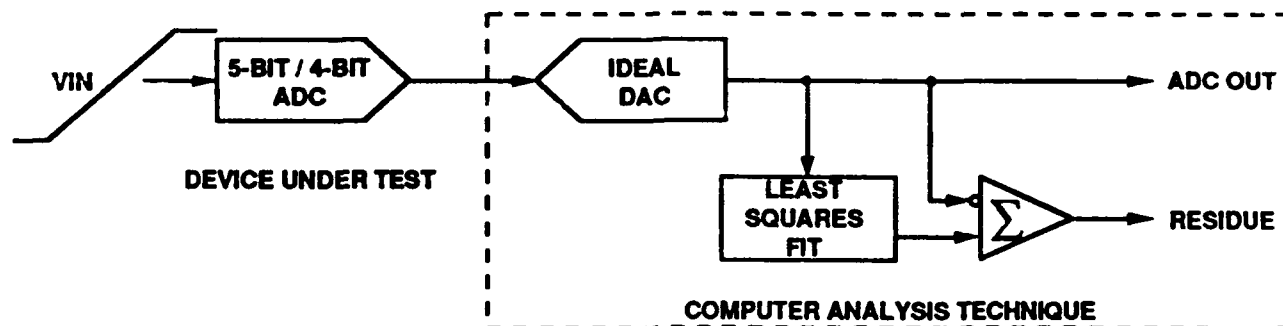 VIN
5-BIT / 4-BIT
ADC
IDEAL
DAC
ADC OUT
DEVICE UNDER TEST
LEAST
SQUARES
FIT
Σ
RESIDUE
COMPUTER ANALYSIS TECHNIQUE